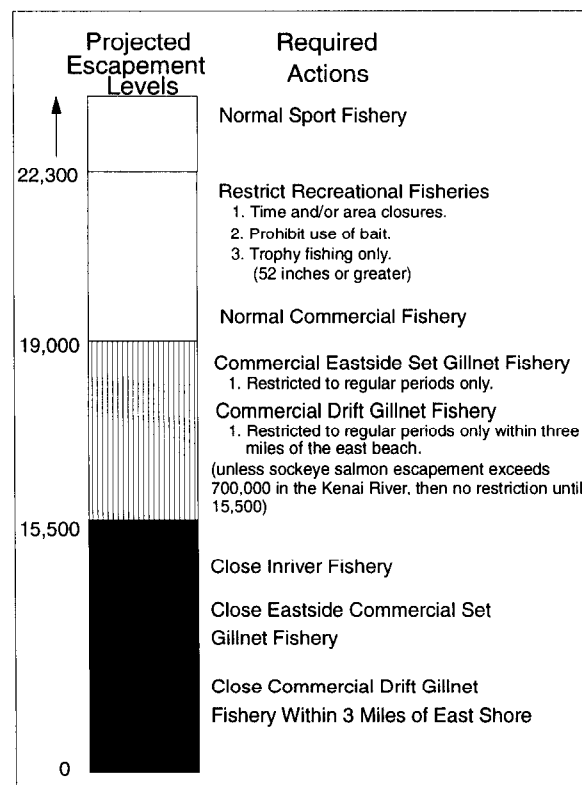 Projected
Escapement
Levels
Required
Actions
Normal Sport Fishery
22,300
Restrict Recreational Fisheries
1. Time and/or area closures.
2. Prohibit use of bait.
3. Trophy fishing only.
(52 inches or greater)
Normal Commercial Fishery
19,000
Commercial Eastside Set Gillnet Fishery
1. Restricted to regular periods only.
Commercial Drift Gillnet Fishery
1. Restricted to regular periods only within three
miles of the east beach.
(unless sockeye salmon escapement exceeds
700,000 in the Kenai River, then no restriction until
15,500)
15,500
Close Inriver Fishery
Close Eastside Commercial Set
Gillnet Fishery
Close Commercial Drift Gillnet
Fishery Within 3 Miles of East Shore
0